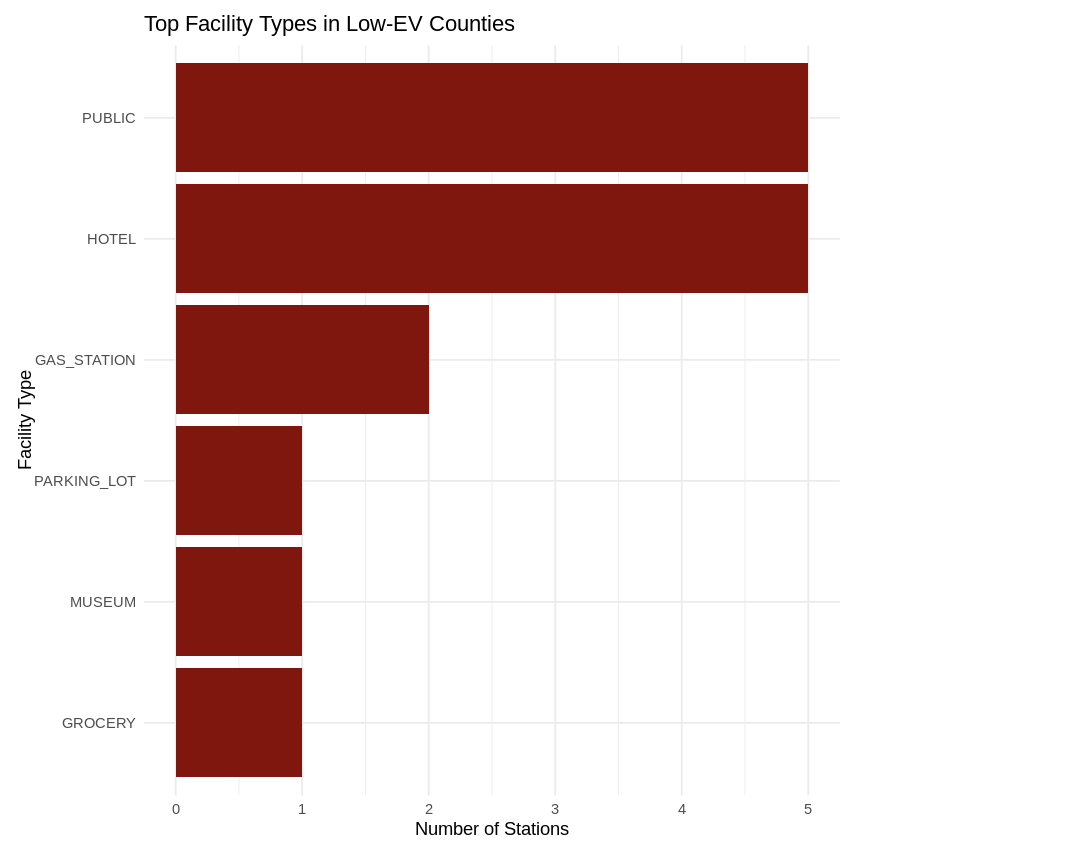 Top Facility Types in Low-EV Counties
PUBLIC
HOTEL
GAS_STATION
PARKING_LOT
MUSEUM
GROCERY
Facility Type
0 1 2 3 4 5
Number of Stations